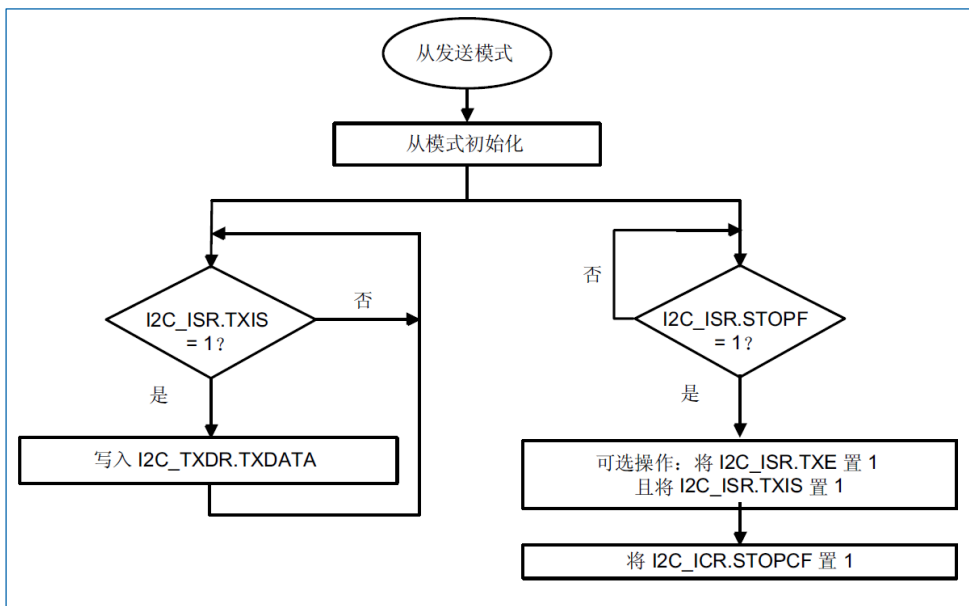 从发送模式
从模式初始化
I2C_ISR.TXIS
= 1?
否
是
写入 I2C_TXDR.TXDATA
否
I2C_ISR.STOPF
= 1?
是
可选操作：将 I2C_ISR.TXE 置 1
且将 I2C_ISR.TXIS 置 1
将 I2C_ICR.STOPCF 置 1